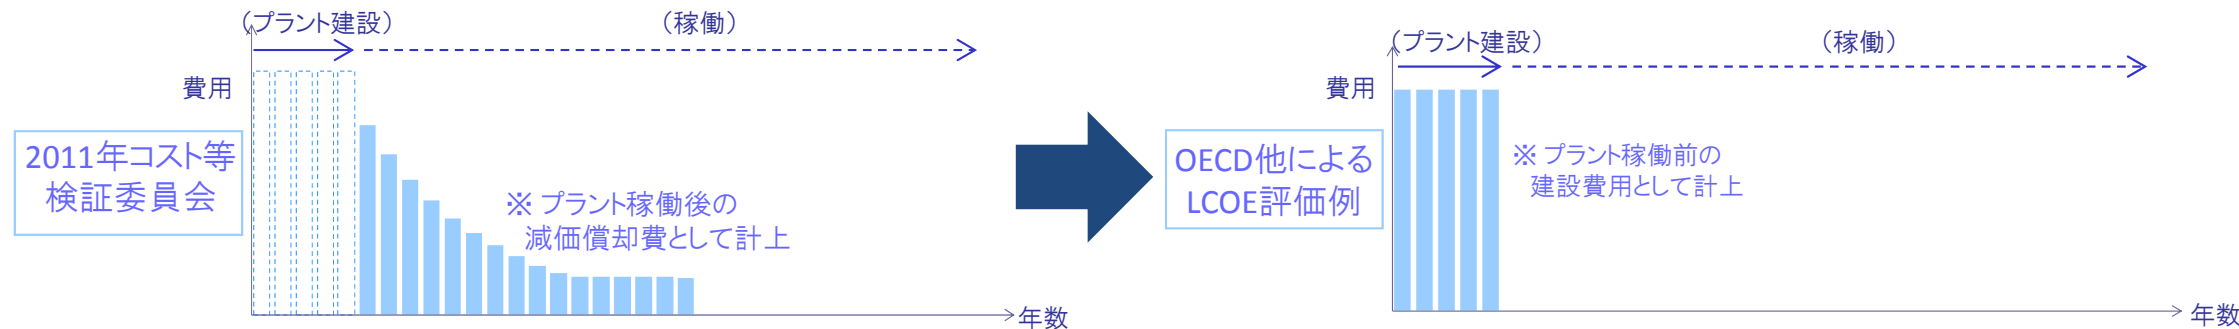 （プラント建設）
（稼働）
費用
2011年コスト等
検証委員会
※ プラント稼働後の
減価償却費として計上
年数
（プラント建設）
（稼働）
費用
OECD他による
LCOE評価例
※ プラント稼働前の
建設費用として計上
年数